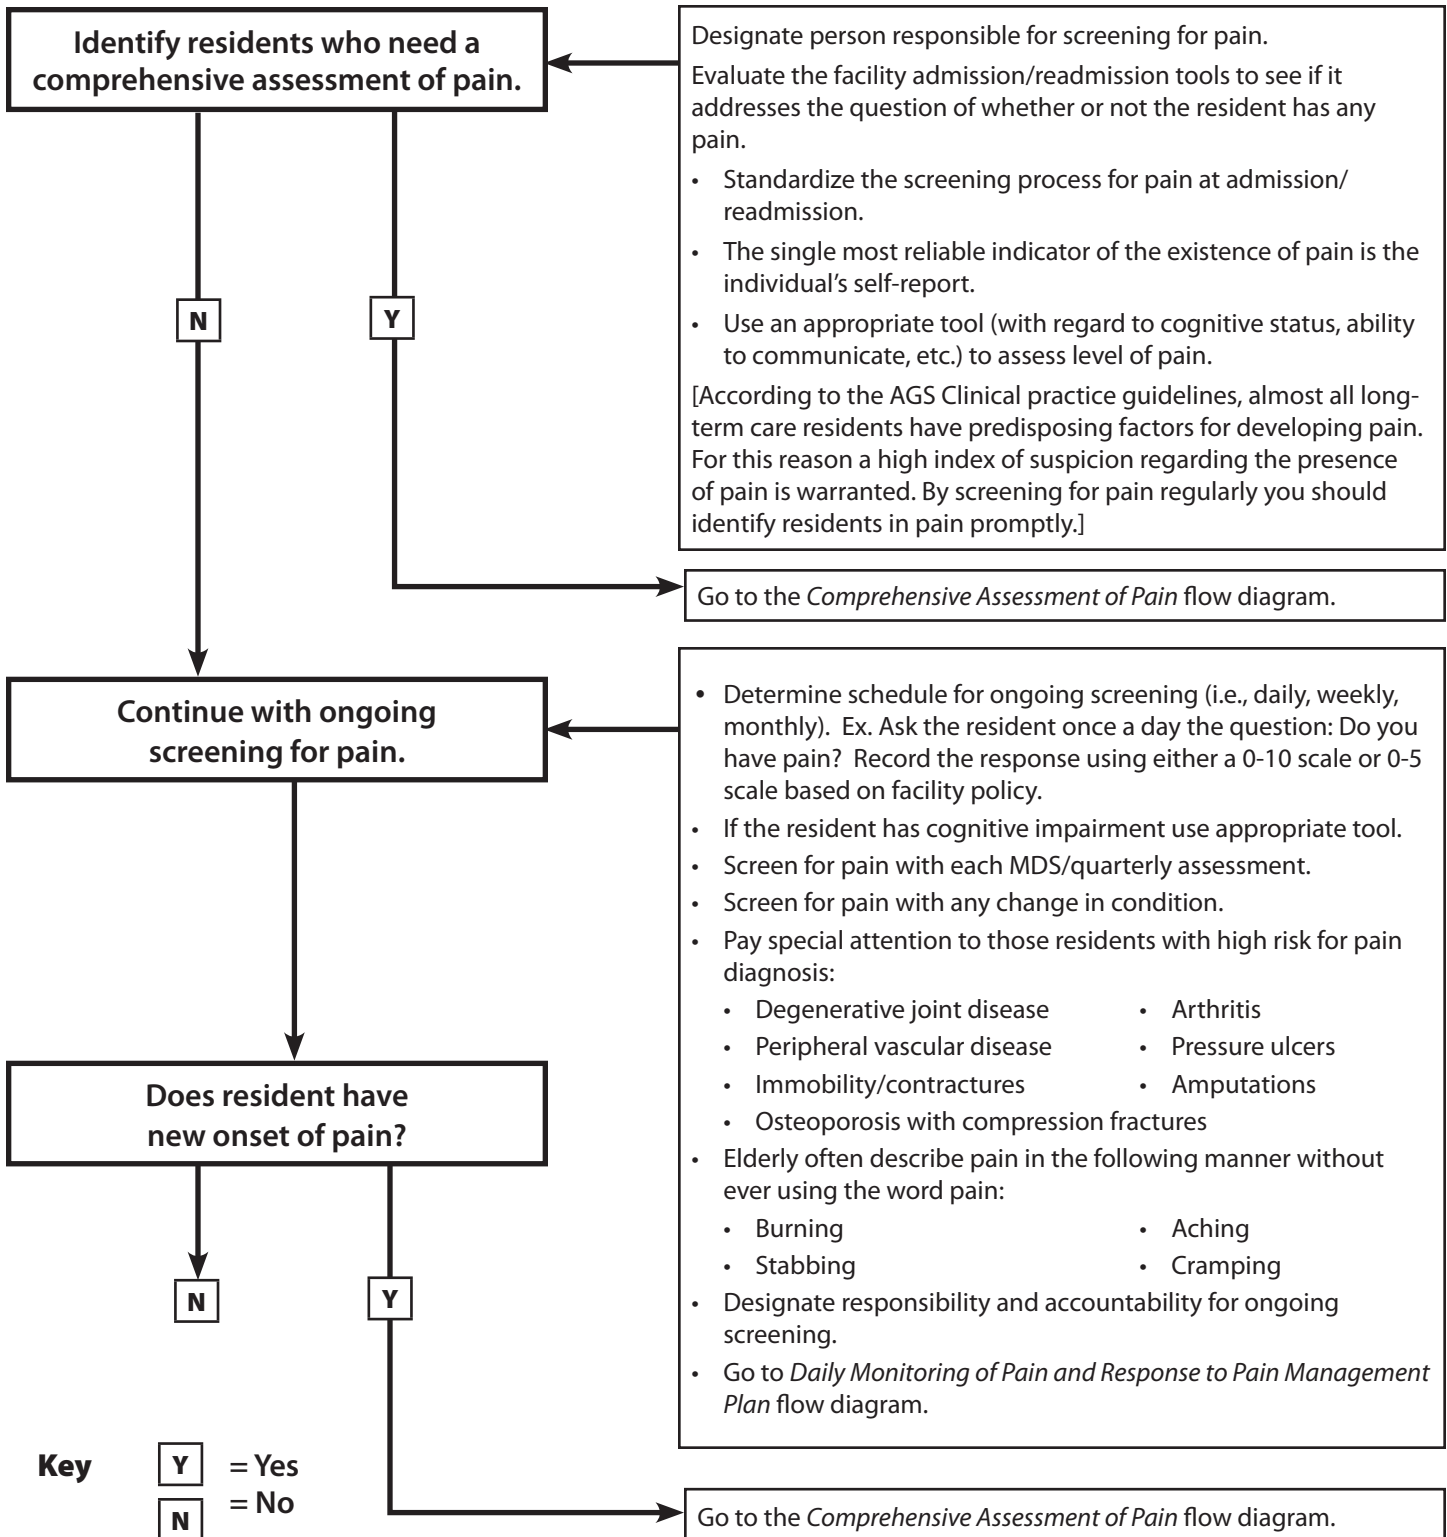 Identify residents who need a
comprehensive assessment of pain.
Designate person responsible for screening for pain.
Evaluate the facility admission/readmission tools to see if it
addresses the question of whether or not the resident has any
pain.
• Standardize the screening process for pain at admission/
readmission.
• The single most reliable indicator of the existence of pain is the
individual's self-report.
• Use an appropriate tool (with regard to cognitive status, ability
to communicate, etc.) to assess level of pain.
[According to the AGS Clinical practice guidelines, almost all long-
term care residents have predisposing factors for developing pain.
For this reason a high index of suspicion regarding the presence
of pain is warranted. By screening for pain regularly you should
identify residents in pain promptly.]
N
Y
Go to the Comprehensive Assessment of Pain flow diagram.
Continue with ongoing
screening for pain.
• Determine schedule for ongoing screening (i.e., daily, weekly,
monthly). Ex. Ask the resident once a day the question: Do you
have pain? Record the response using either a 0-10 scale or 0-5
scale based on facility policy.
• If the resident has cognitive impairment use appropriate tool.
• Screen for pain with each MDS/quarterly assessment.
• Screen for pain with any change in condition.
• Pay special attention to those residents with high risk for pain
diagnosis:
• Degenerative joint disease • Arthritis
• Peripheral vascular disease • Pressure ulcers
• Immobility/contractures • Amputations
• Osteoporosis with compression fractures
• Elderly often describe pain in the following manner without
ever using the word pain:
• Burning • Aching
• Stabbing • Cramping
• Designate responsibility and accountability for ongoing
screening.
• Go to Daily Monitoring of Pain and Response to Pain Management
Plan flow diagram.
Does resident have
new onset of pain?
N
Y
Go to the Comprehensive Assessment of Pain flow diagram.
Key
Y = Yes
N = No